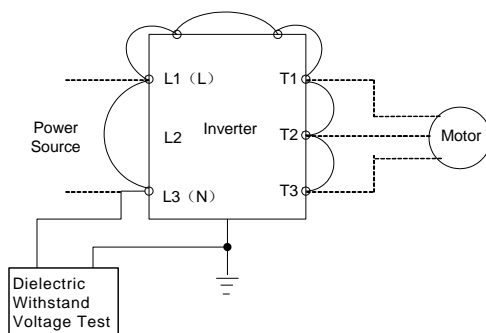 L1（L）
T1
Power
Source
L2
Inverter
T2
Motor
L3（N）
T3
Dielectric
Withstand
Voltage Test